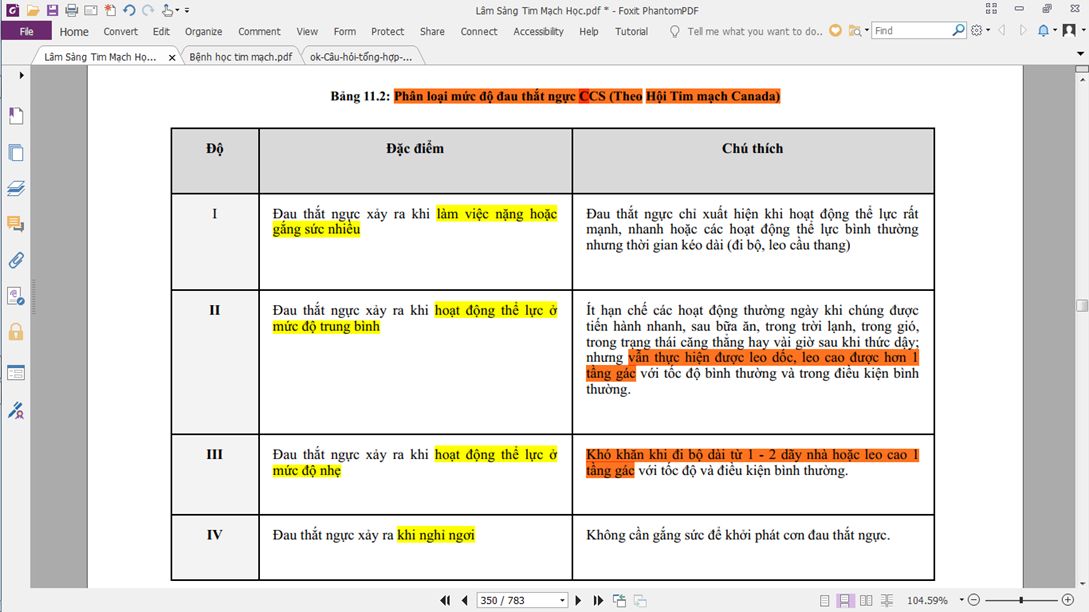 Lâm Sàng Tim Mạch Học.pdf * - Foxit PhantomPDF
File Home Convert Edit Organize Comment View Form Protect Share Connect Accessibility Help Tutorial Tell me what you want to do.. Find
Lâm Sàng Tim Mạch Họ... × Bệnh học tim mạch.pdf ok-Câu-hỏi-tổng-hợp-...
Bảng 11.2: Phân loại mức độ đau thắt ngực CCS (Theo Hội Tim mạch Canada)
Độ Đặc điểm Chú thích
I
Đau thắt ngực xảy ra khi làm việc nặng hoặc
gắng sức nhiều
Đau thắt ngực chỉ xuất hiện khi hoạt động thể lực rất
mạnh, nhanh hoặc các hoạt động thể lực bình thường
nhưng thời gian kéo dài (đi bộ, leo cầu thang)
II
Đau thắt ngực xảy ra khi hoạt động thể lực ở
mức độ trung bình
Ít hạn chế các hoạt động thường ngày khi chúng được
tiến hành nhanh, sau bữa ăn, trong trời lạnh, trong gió,
trong trạng thái căng thẳng hay vài giờ sau khi thức dậy;
nhưng vẫn thực hiện được leo dốc, leo cao được hơn 1
tầng gác với tốc độ bình thường và trong điều kiện bình
thường.
III
Đau thắt ngực xảy ra khi hoạt động thể lực ở
mức độ nhẹ
Khó khăn khi đi bộ dài từ 1 - 2 dãy nhà hoặc leo cao 1
tầng gác với tốc độ và điều kiện bình thường.
IV
Đau thắt ngực xảy ra khi nghỉ ngơi
Không cần gắng sức để khởi phát cơn đau thắt ngực.
350 / 783 104.59%